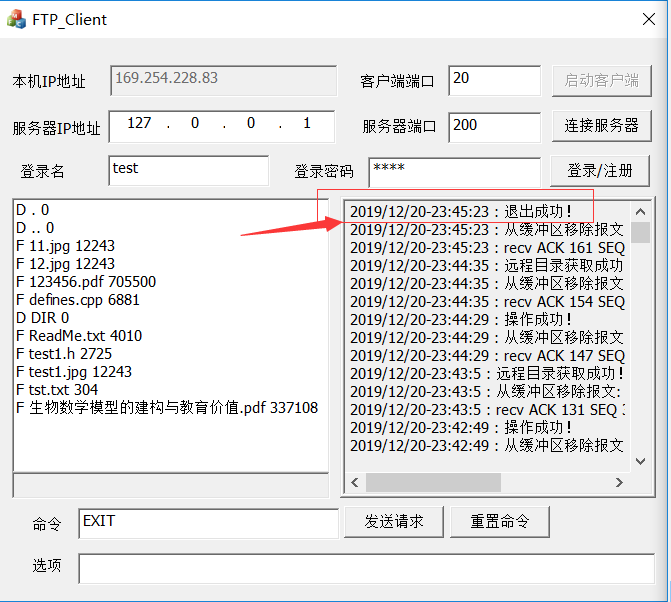 FTP_Client
本机IP地址 169.254.228.83 客户端端口 20 启动客户端
服务器IP地址 127 . 0 . 0 . 1 服务器端口 200 连接服务器
登录名 test 登录密码 **** 登录/注册
D . 0
D .. 0
F 11.jpg 12243
F 12.jpg 12243
F 123456.pdf 705500
F defines.cpp 6881
D DIR 0
F ReadMe.txt 4010
F test1.h 2725
F test1.jpg 12243
F tst.txt 304
F 生物数学模型的建构与教育价值.pdf 337108
2019/12/20-23:45:23 : 退出成功!
2019/12/20-23:45:23 : 从缓冲区移除报文
2019/12/20-23:45:23 : recv ACK 161 SEQ
2019/12/20-23:44:35 : 远程目录获取成功
2019/12/20-23:44:35 : 从缓冲区移除报文
2019/12/20-23:44:35 : recv ACK 154 SEQ
2019/12/20-23:44:29 : 操作成功!
2019/12/20-23:44:29 : 从缓冲区移除报文
2019/12/20-23:44:29 : recv ACK 147 SEQ
2019/12/20-23:43:5 : 远程目录获取成功!
2019/12/20-23:43:5 : 从缓冲区移除报文:
2019/12/20-23:43:5 : recv ACK 131 SEQ
2019/12/20-23:42:49 : 操作成功!
2019/12/20-23:42:49 : 从缓冲区移除报文
命令 EXIT 发送请求 重置命令
选项